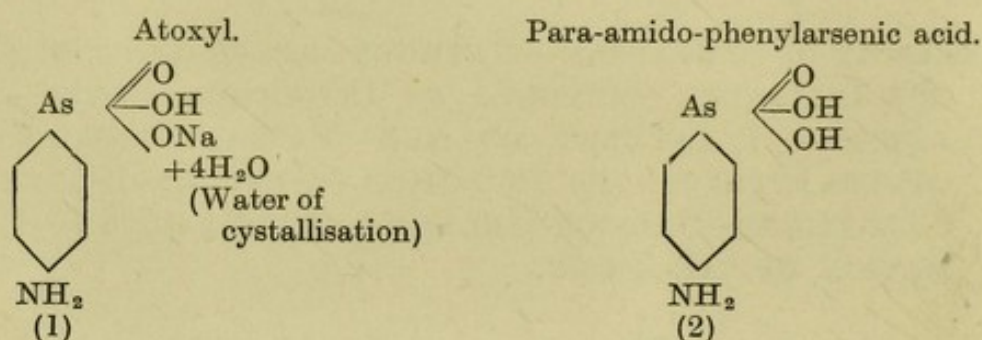 Atoxyl.
O
As OH
ONa
+4H₂O
(Water of
cystallisation)
NH₂
(1)
Para-amido-phenylarsenic acid.
O
As OH
OH
NH₂
(2)